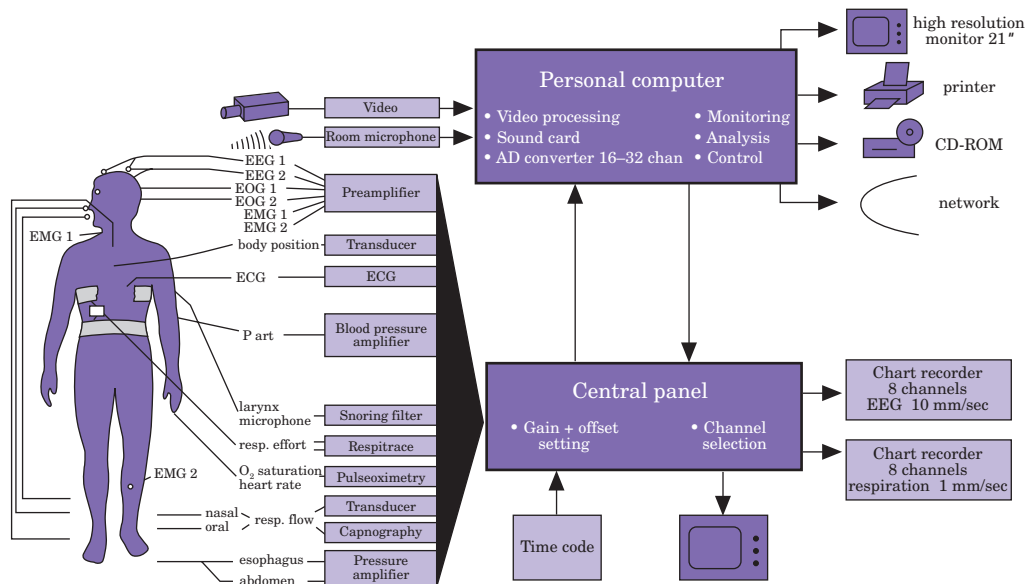 high resolution
monitor 21″
Personal computer
• Video processing
• Sound card
• AD converter 16–32 chan
• Monitoring
• Analysis
• Control
printer
CD-ROM
network
Video
Room microphone
EEG 1
EEG 2
EOG 1
EOG 2
EMG 1
EMG 2
Preamplifier
EMG 1
body position
Transducer
ECG
ECG
P art
Blood pressure
amplifier
larynx
microphone
Snoring filter
resp. effort
Respitrace
EMG 2
O₂ saturation
heart rate
Pulseoximetry
nasal
oral
resp. flow
Transducer
Capnography
esophagus
abdomen
Pressure
amplifier
Central panel
• Gain + offset
setting
• Channel
selection
Chart recorder
8 channels
EEG 10 mm/sec
Chart recorder
8 channels
respiration 1 mm/sec
Time code